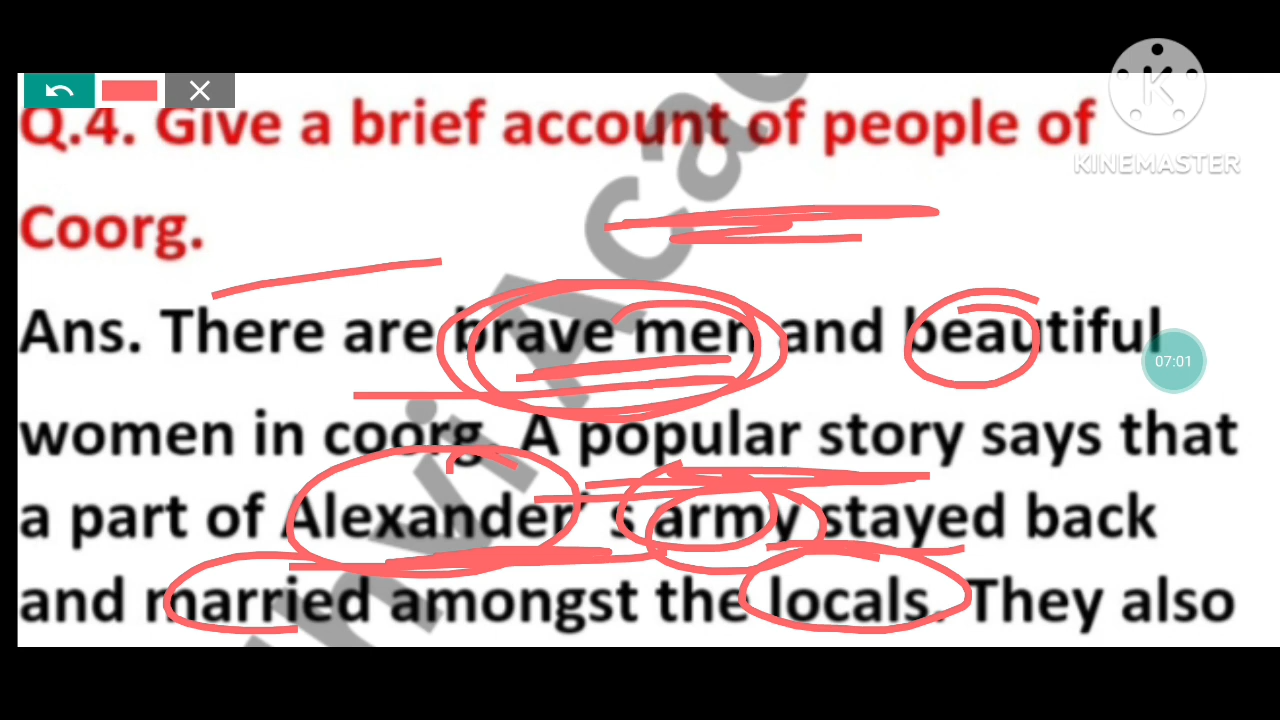 Q.4. Give a brief account of people of
Coorg.
Ans. There are brave men and beautiful
women in coorg. A popular story says that
a part of Alexander's army stayed back
and married amongst the locals. They also
KINEMASTER
07:01